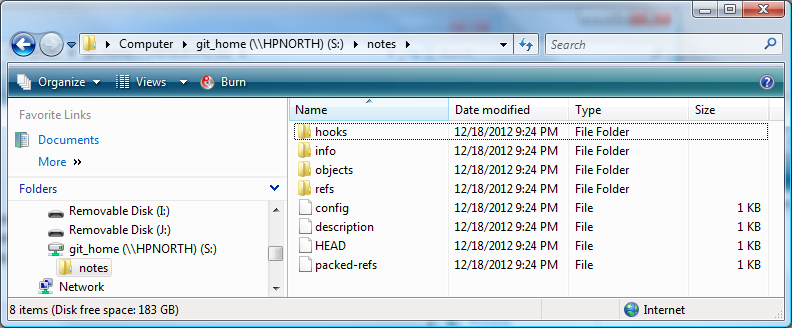 Computer ▸ git_home (\\HPNORTH) (S:) ▸ notes ▸
Search
Organize Views Burn
Favorite Links
Documents
More »
Folders
Removable Disk (I:)
Removable Disk (J:)
git_home (\\HPNORTH) (S:)
notes
Network
Name Date modified Type Size
hooks 12/18/2012 9:24 PM File Folder
info 12/18/2012 9:24 PM File Folder
objects 12/18/2012 9:24 PM File Folder
refs 12/18/2012 9:24 PM File Folder
config 12/18/2012 9:24 PM File 1 KB
description 12/18/2012 9:24 PM File 1 KB
HEAD 12/18/2012 9:24 PM File 1 KB
packed-refs 12/18/2012 9:24 PM File 1 KB
8 items (Disk free space: 183 GB) Internet